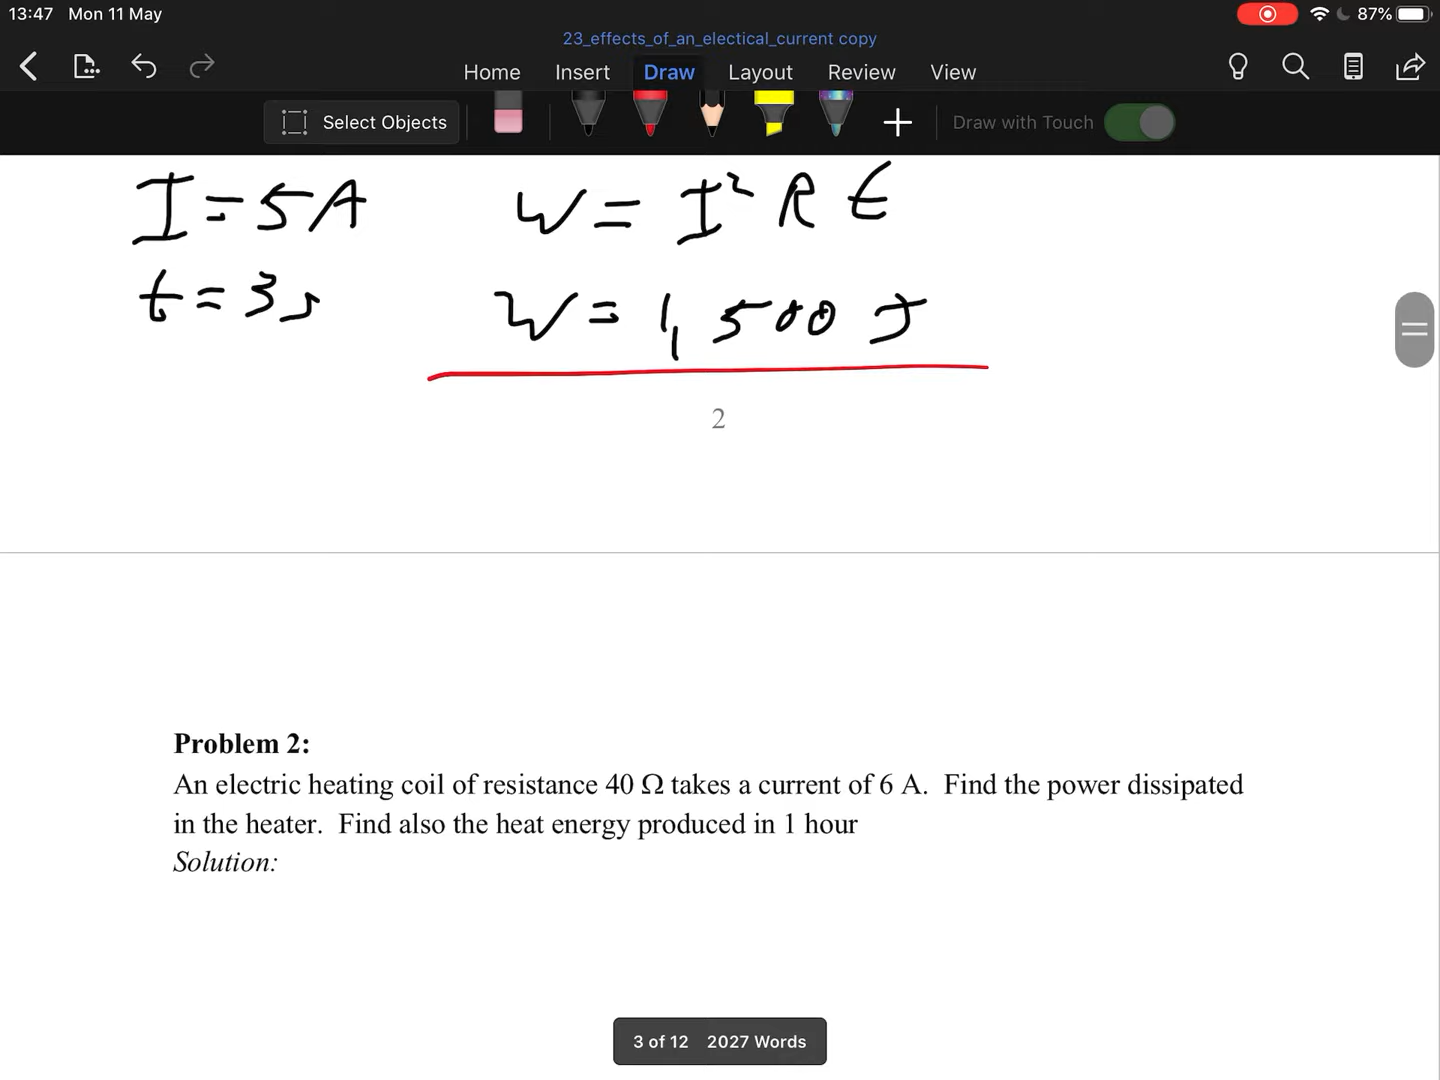 13:47 Mon 11 May 87%
23_effects_of_an_electical_current copy
Home Insert Draw Layout Review View
Select Objects Draw with Touch
I = 5 A W = I² R t
t = 3 s W = 1,500 J
2
Problem 2:
An electric heating coil of resistance 40 Ω takes a current of 6 A. Find the power dissipated
in the heater. Find also the heat energy produced in 1 hour
Solution:
3 of 12 2027 Words